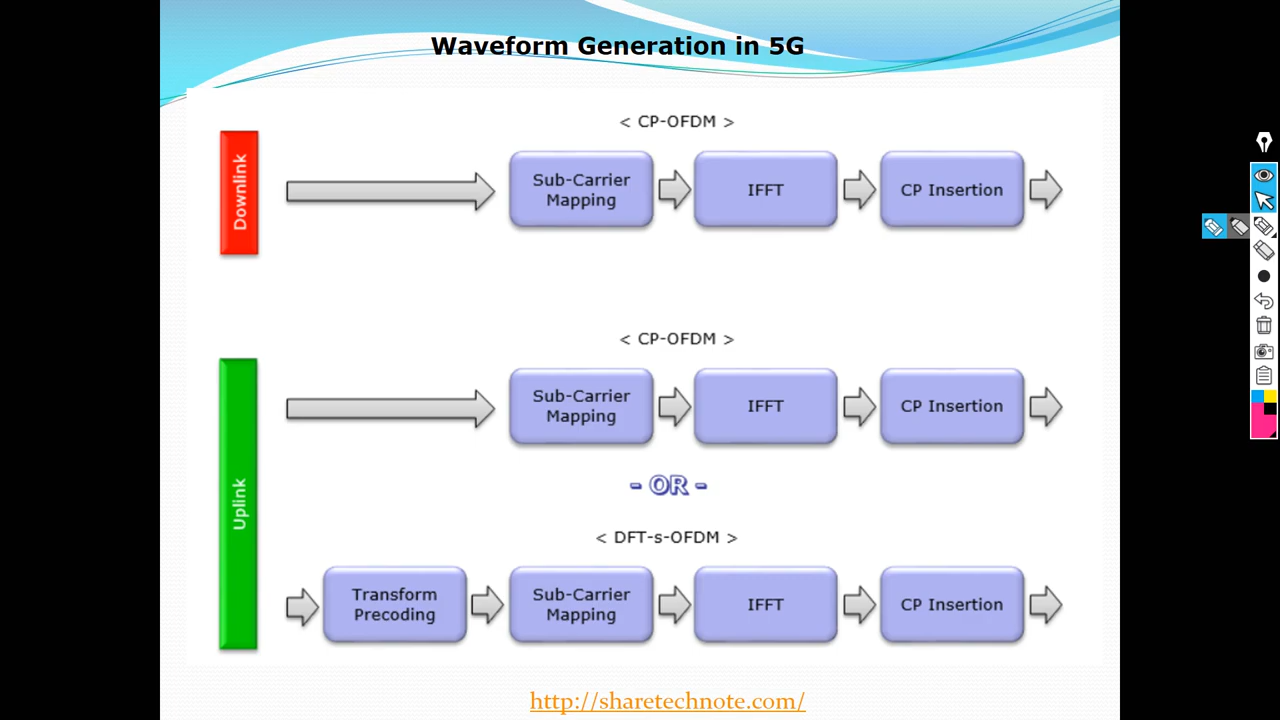 Waveform Generation in 5G
< CP-OFDM >
Downlink
Sub-Carrier
Mapping
IFFT
CP Insertion
< CP-OFDM >
Uplink
Sub-Carrier
Mapping
IFFT
CP Insertion
- OR -
< DFT-s-OFDM >
Transform
Precoding
Sub-Carrier
Mapping
IFFT
CP Insertion
http://sharetechnote.com/